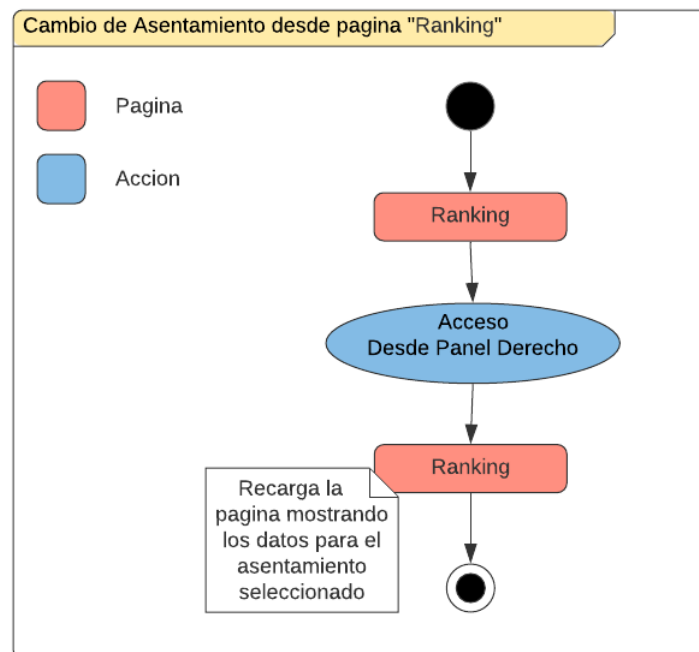 Cambio de Asentamiento desde pagina "Ranking"
Pagina
Accion
Ranking
Acceso
Desde Panel Derecho
Ranking
Recarga la
pagina mostrando
los datos para el
asentamiento
seleccionado